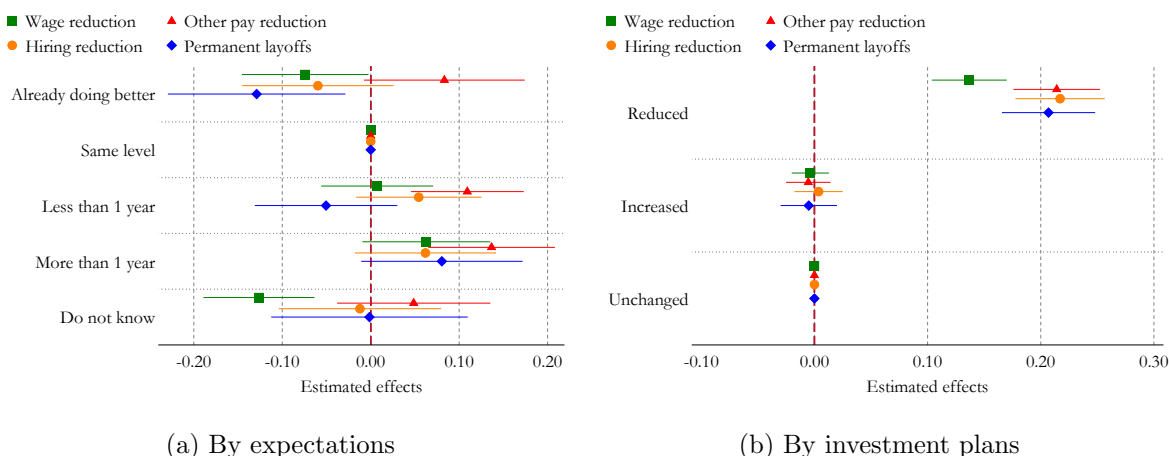 Wage reduction
Other pay reduction
Hiring reduction
Permanent layoffs
Already doing better
Same level
Less than 1 year
More than 1 year
Do not know
-0.20 -0.10 0.00 0.10 0.20
Estimated effects
(a) By expectations
Wage reduction
Other pay reduction
Hiring reduction
Permanent layoffs
Reduced
Increased
Unchanged
-0.10 0.00 0.10 0.20 0.30
Estimated effects
(b) By investment plans